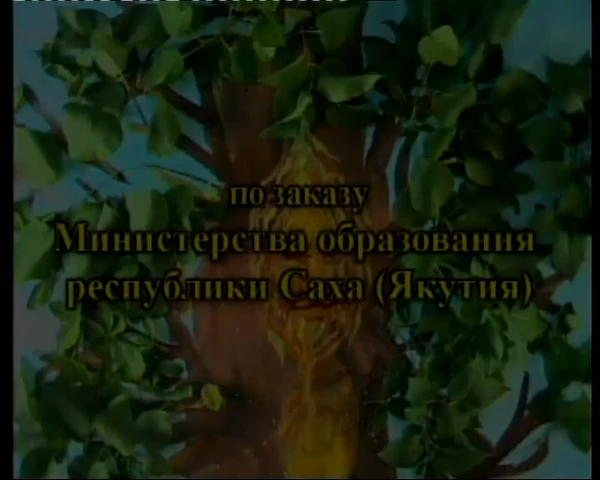 по заказу
Министерства образования
республики Саха (Якутия)